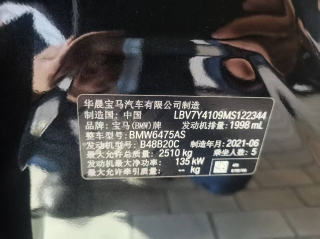 华晨宝马汽车有限公司制造
制造国: 中国 LBV7Y4109MS122344
品牌: 宝马(BMW)牌 发动机排量: 1998 mL
整车型号: BMW6475AS
发动机型号: B48B20C 制造年月: 2021-06
最大允许总质量: 2510 kg 乘坐人数: 5
发动机最大净功率: 135 kW
最大允许牵引质量: -- kg